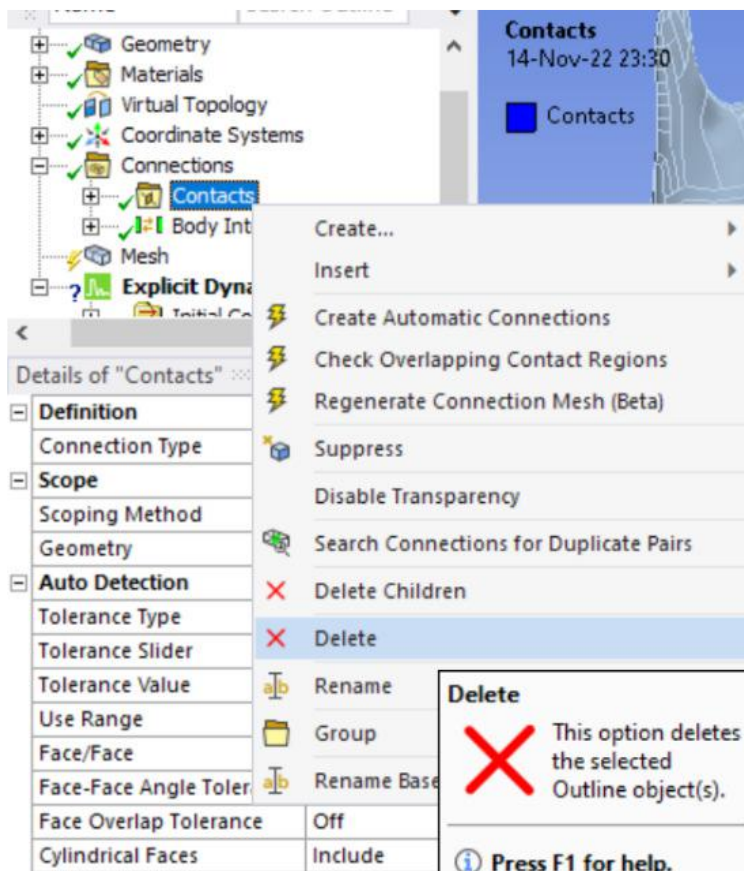 Geometry
Materials
Virtual Topology
Coordinate Systems
Connections
Contacts
Body Int
Mesh
Explicit Dyna
Contacts
14-Nov-22 23:30
Contacts
Create...
Insert
Create Automatic Connections
Check Overlapping Contact Regions
Regenerate Connection Mesh (Beta)
Suppress
Disable Transparency
Search Connections for Duplicate Pairs
Delete Children
Delete
Rename
Group
Rename Base
Details of "Contacts"
Definition
Connection Type
Scope
Scoping Method
Geometry
Auto Detection
Tolerance Type
Tolerance Slider
Tolerance Value
Use Range
Face/Face
Face-Face Angle Toler
Face Overlap Tolerance Off
Cylindrical Faces Include
Delete
This option deletes
the selected
Outline object(s).
Press F1 for help.